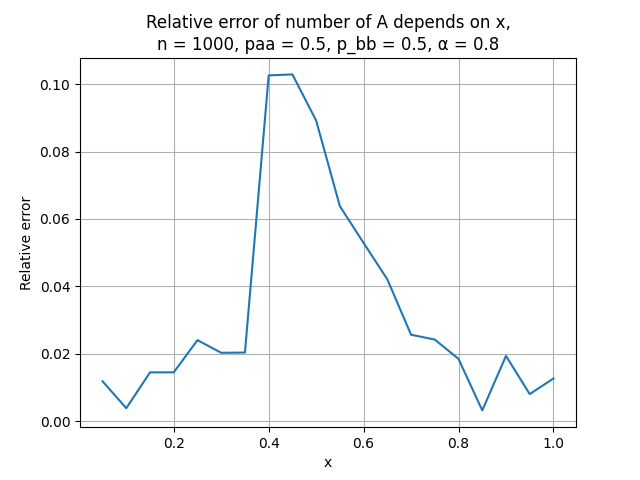 Relative error of number of A depends on x,
n = 1000, paa = 0.5, p_bb = 0.5, α = 0.8
0.10
0.08
0.06
0.04
0.02
0.00
Relative error
0.2 0.4 0.6 0.8 1.0
x